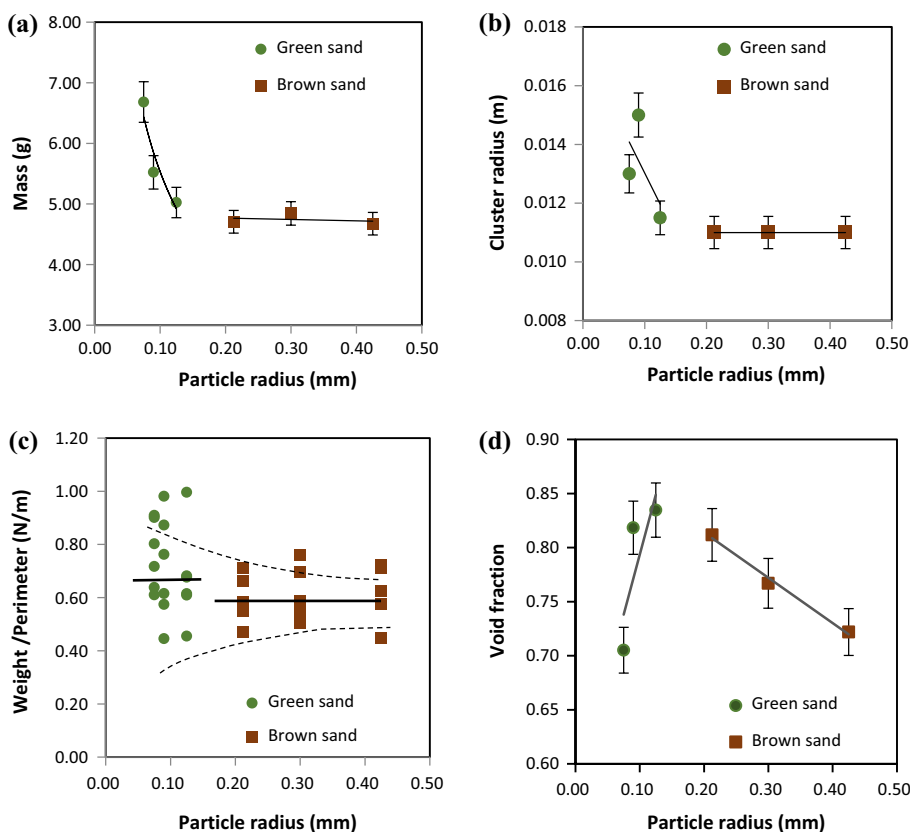 (a)
8.00
7.00
6.00
5.00
4.00
3.00
Mass (g)
Green sand
Brown sand
0.00 0.10 0.20 0.30 0.40 0.50
Particle radius (mm)
(b)
0.018
0.016
0.014
0.012
0.010
0.008
Cluster radius (m)
Green sand
Brown sand
0.00 0.10 0.20 0.30 0.40 0.50
Particle radius (mm)
(c)
1.20
1.00
0.80
0.60
0.40
0.20
0.00
Weight /Perimeter (N/m)
Green sand
Brown sand
0.00 0.10 0.20 0.30 0.40 0.50
Particle radius (mm)
(d)
0.90
0.85
0.80
0.75
0.70
0.65
0.60
Void fraction
Green sand
Brown sand
0.00 0.10 0.20 0.30 0.40 0.50
Particle radius (mm)